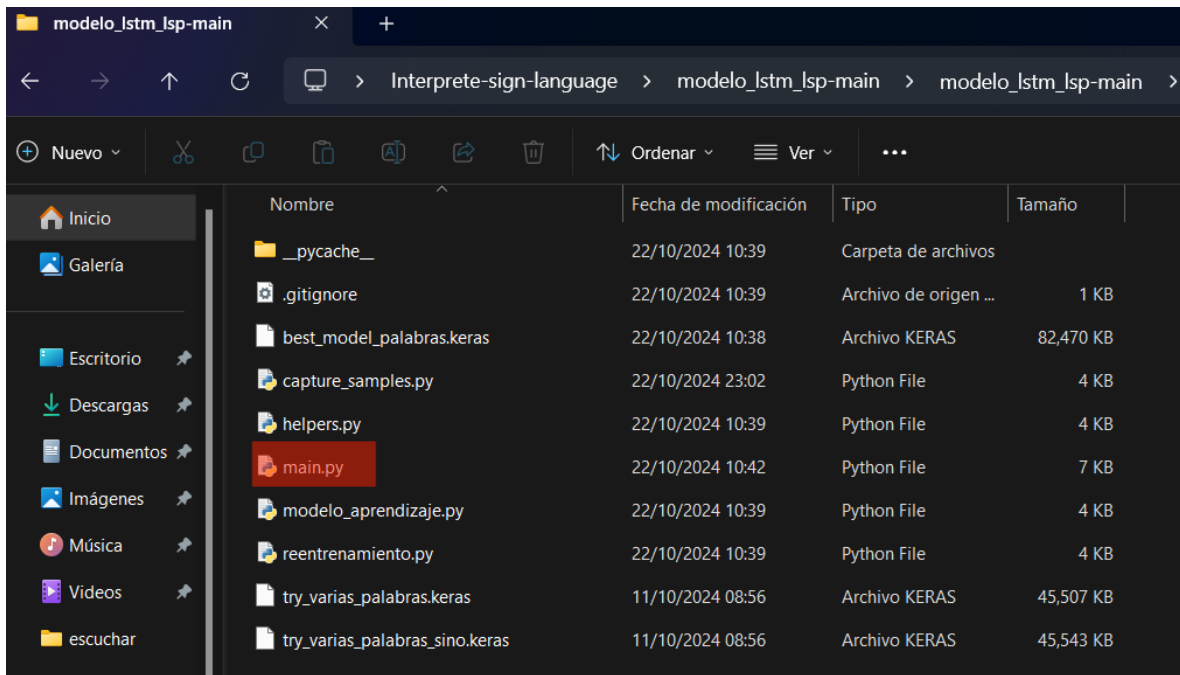 modelo_lstm_lsp-main
Interprete-sign-language > modelo_lstm_lsp-main > modelo_lstm_lsp-main >
Nuevo Ordenar Ver
Nombre Fecha de modificación Tipo Tamaño
Inicio
Galería
Escritorio
Descargas
Documentos
Imágenes
Música
Videos
escuchar
__pycache__ 22/10/2024 10:39 Carpeta de archivos
.gitignore 22/10/2024 10:39 Archivo de origen ... 1 KB
best_model_palabras.keras 22/10/2024 10:38 Archivo KERAS 82,470 KB
capture_samples.py 22/10/2024 23:02 Python File 4 KB
helpers.py 22/10/2024 10:39 Python File 4 KB
main.py 22/10/2024 10:42 Python File 7 KB
modelo_aprendizaje.py 22/10/2024 10:39 Python File 4 KB
reentrenamiento.py 22/10/2024 10:39 Python File 4 KB
try_varias_palabras.keras 11/10/2024 08:56 Archivo KERAS 45,507 KB
try_varias_palabras_sino.keras 11/10/2024 08:56 Archivo KERAS 45,543 KB